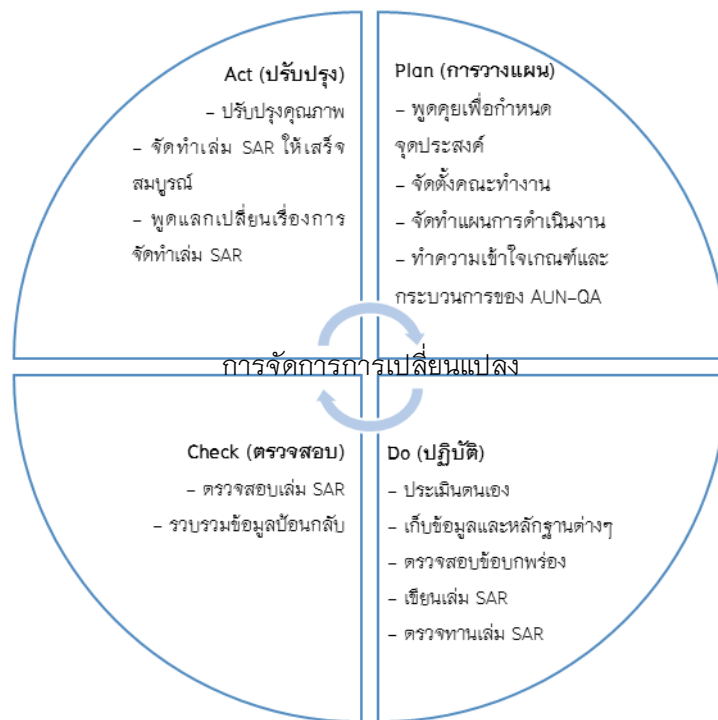 Act (ปรับปรุง)
– ปรับปรุงคุณภาพ
– จัดทำเล่ม SAR ให้เสร็จ
สมบูรณ์
– พูดแลกเปลี่ยนเรื่องการ
จัดทำเล่ม SAR
Plan (การวางแผน)
– พูดคุยเพื่อกำหนด
จุดประสงค์
– จัดตั้งคณะทำงาน
– จัดทำแผนการดำเนินงาน
– ทำความเข้าใจเกณฑ์และ
กระบวนการของ AUN–QA
การจัดการการเปลี่ยนแปลง
Check (ตรวจสอบ)
– ตรวจสอบเล่ม SAR
– รวบรวมข้อมูลป้อนกลับ
Do (ปฏิบัติ)
– ประเมินตนเอง
– เก็บข้อมูลและหลักฐานต่างๆ
– ตรวจสอบข้อบกพร่อง
– เขียนเล่ม SAR
– ตรวจทานเล่ม SAR